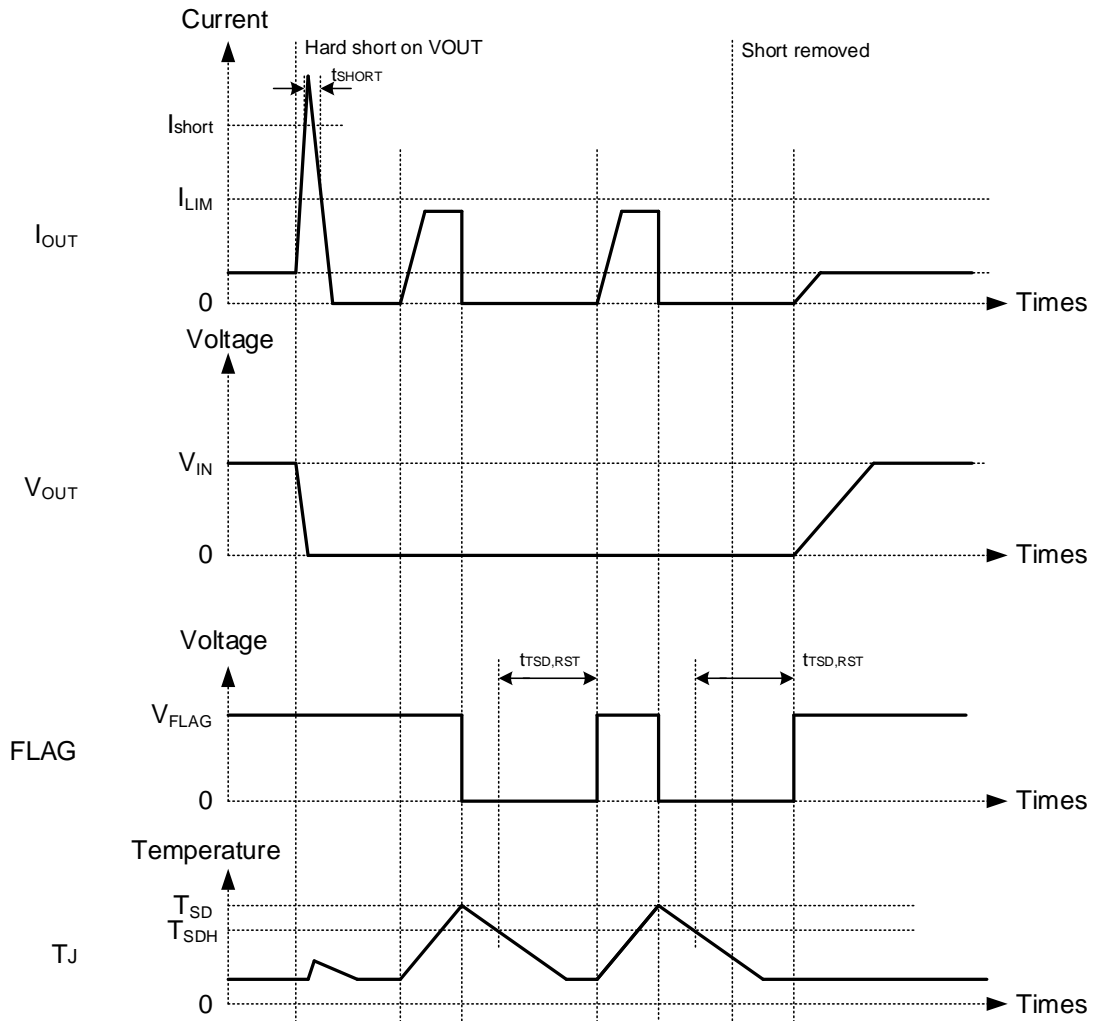 Current
Hard short on VOUT
Short removed
tSHORT
Ishort
ILIM
IOUT
0
Times
Voltage
VIN
VOUT
0
Times
Voltage
tTSD,RST
tTSD,RST
VFLAG
FLAG
0
Times
Temperature
TSD
TSDH
TJ
0
Times